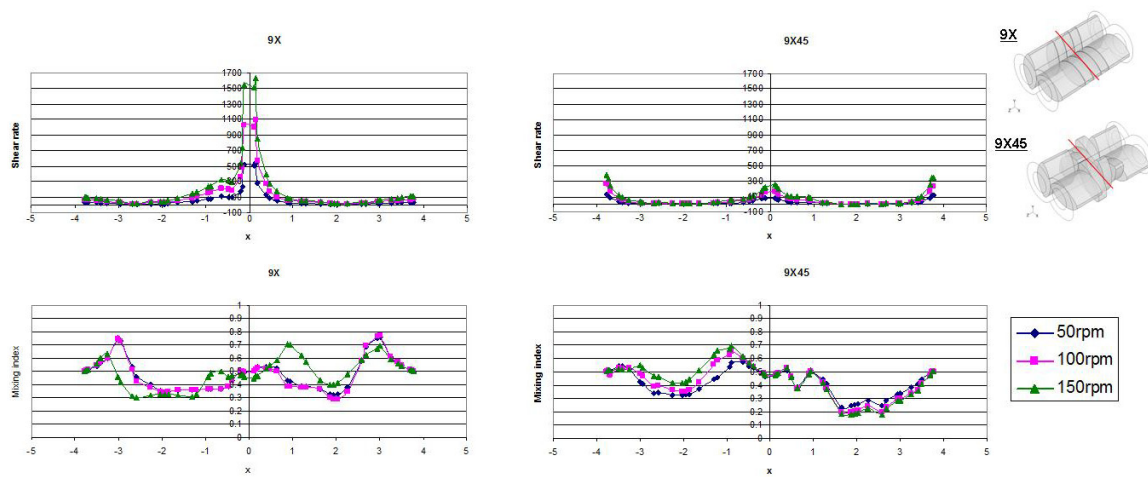 9X
Shear rate
1700
1500
1300
1100
900
700
500
300
100
-100
-5 -4 -3 -2 -1 0 1 2 3 4 5
x
9X45
Shear rate
1700
1500
1300
1100
900
700
500
300
100
-100
-5 -4 -3 -2 -1 0 1 2 3 4 5
x
9X
9X45
9X
Mixing index
1
0.9
0.8
0.7
0.6
0.5
0.4
0.3
0.2
0.1
0
-5 -4 -3 -2 -1 0 1 2 3 4 5
x
9X45
Mixing index
1
0.9
0.8
0.7
0.6
0.5
0.4
0.3
0.2
0.1
0
-5 -4 -3 -2 -1 0 1 2 3 4 5
x
50rpm
100rpm
150rpm